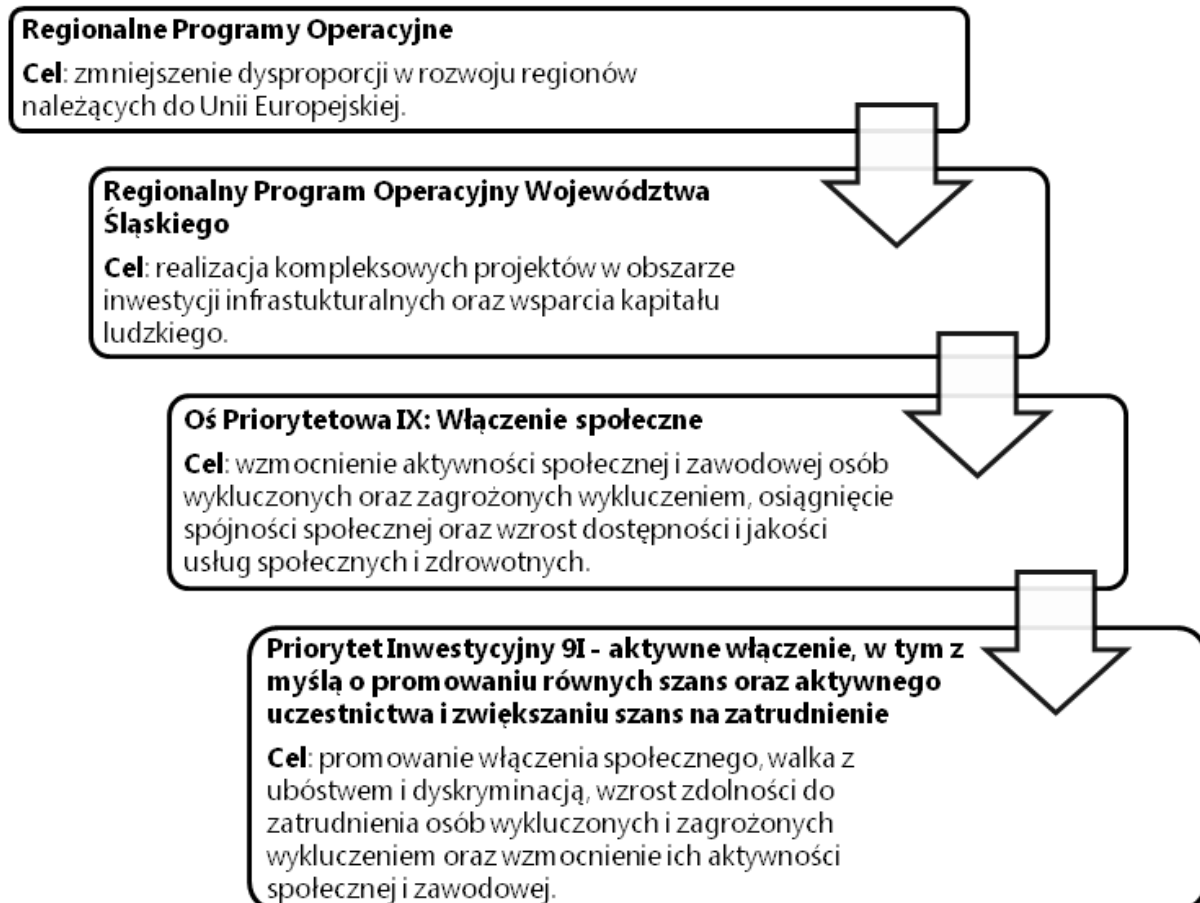 Regionalne Programy Operacyjne
Cel: zmniejszenie dysproporcji w rozwoju regionów
należących do Unii Europejskiej.
Regionalny Program Operacyjny Województwa
Śląskiego
Cel: realizacja kompleksowych projektów w obszarze
inwestycji infrastukturalnych oraz wsparcia kapitału
ludzkiego.
Oś Priorytetowa IX: Włączenie społeczne
Cel: wzmocnienie aktywności społecznej i zawodowej osób
wykluczonych oraz zagrożonych wykluczeniem, osiągnięcie
spójności społecznej oraz wzrost dostępności i jakości
usług społecznych i zdrowotnych.
Priorytet Inwestycyjny 9I - aktywne włączenie, w tym z
myślą o promowaniu równych szans oraz aktywnego
uczestnictwa i zwiększaniu szans na zatrudnienie
Cel: promowanie włączenia społecznego, walka z
ubóstwem i dyskryminacją, wzrost zdolności do
zatrudnienia osób wykluczonych i zagrożonych
wykluczeniem oraz wzmocnienie ich aktywności
społecznej i zawodowej.